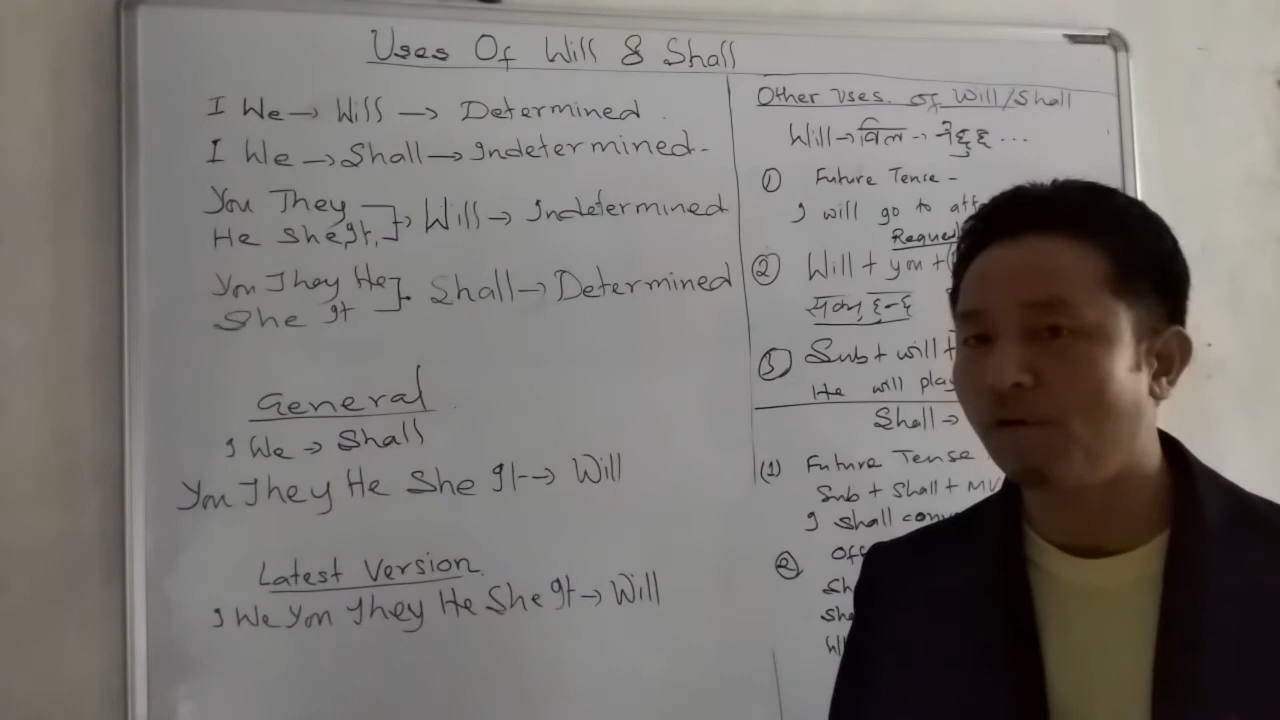 Uses Of Will & Shall
I We → Will → Determined
I We → Shall → Indetermined -
You They
He She It → Will → Indetermined
You They He
She It Shall → Determined
General
I We → Shall
You They He She It → Will
Latest Version
I We You They He She It → Will
Other Uses of Will/Shall
Will → विल -
① Future Tense -
I will go to
② Will + you +
③ Sub + will +
He will play
Shall →
(1) Future Tense
Sub + Shall + MV
I shall
②